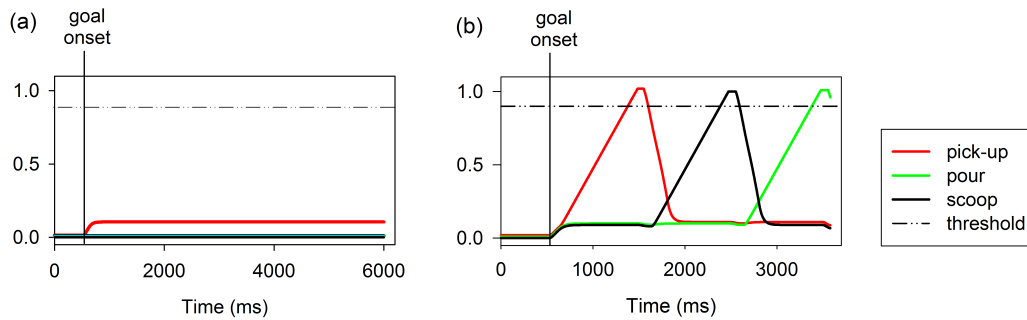 (a)
goal
onset
1.0
0.5
0.0
0
2000
4000
6000
Time (ms)
(b)
goal
onset
1.0
0.5
0.0
0
1000
2000
3000
Time (ms)
pick-up
pour
scoop
threshold